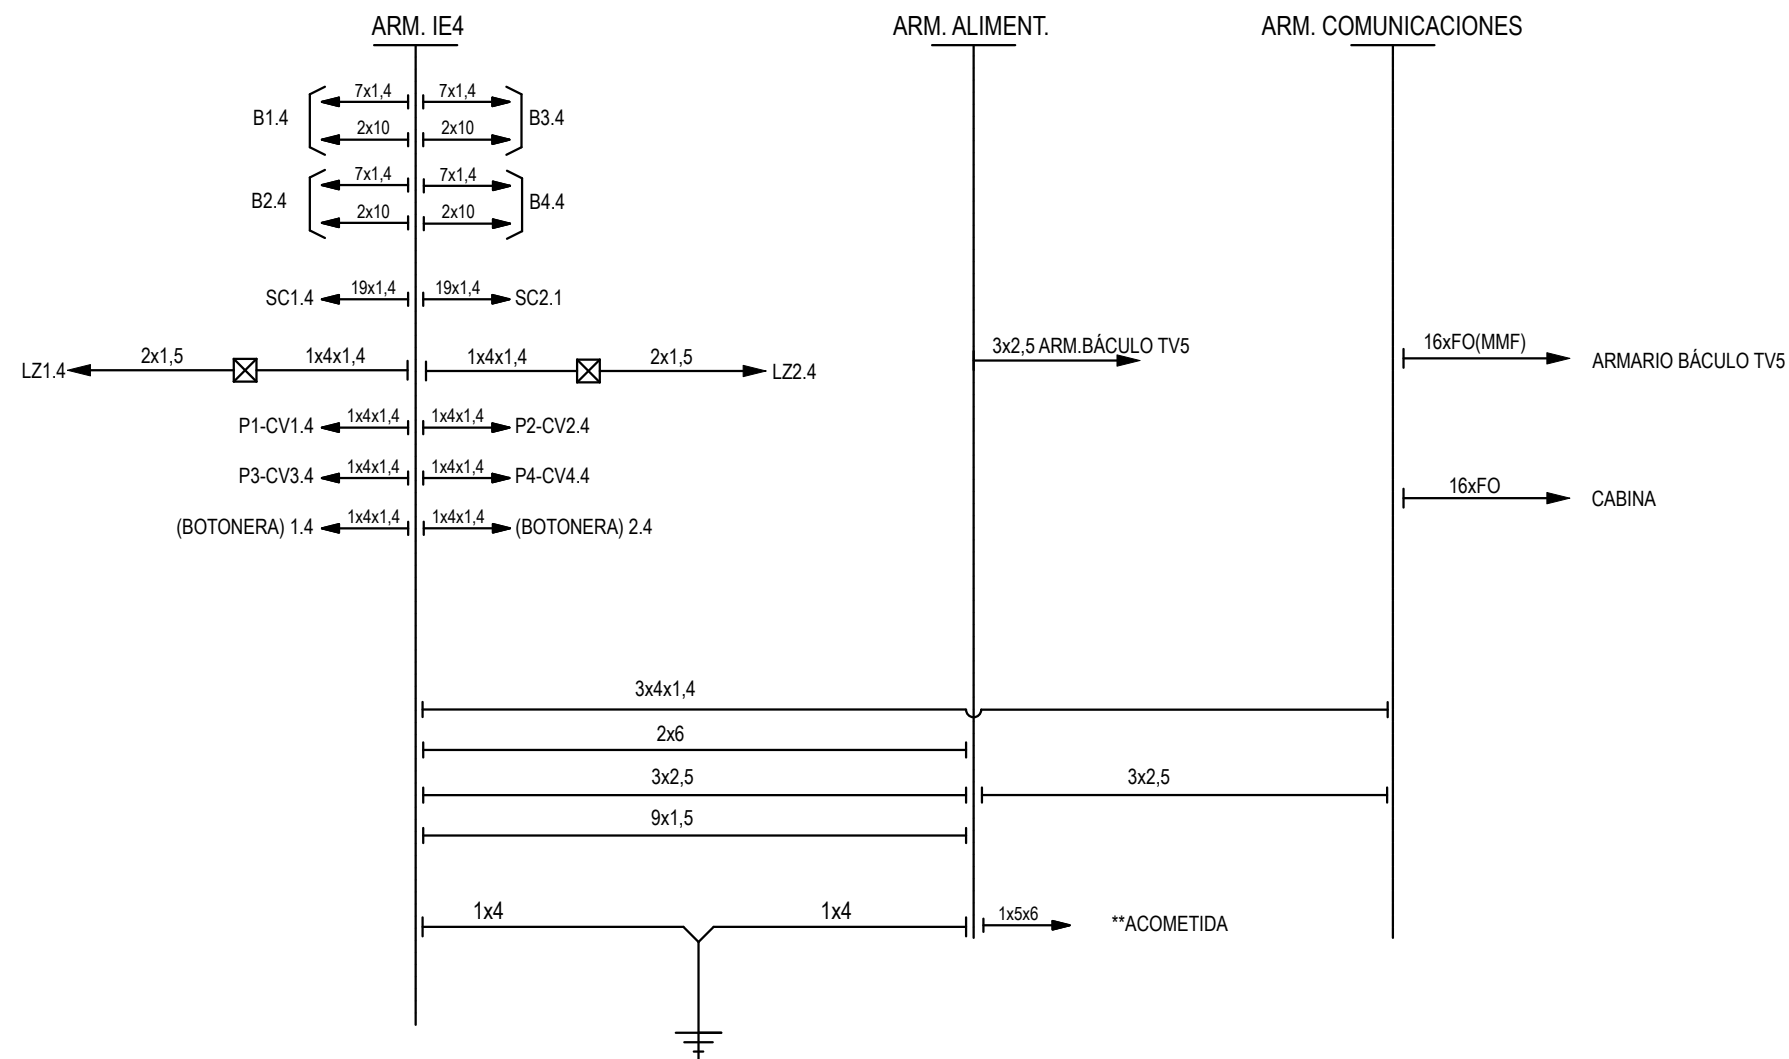 ARM. IE4
ARM. ALIMENT.
ARM. COMUNICACIONES
7x1,4
7x1,4
B1.4
B3.4
2x10
2x10
7x1,4
7x1,4
B2.4
B4.4
2x10
2x10
SC1.4
19x1,4
19x1,4
SC2.1
LZ1.4
2x1,5
1x4x1,4
1x4x1,4
2x1,5
LZ2.4
3x2,5 ARM.BÁCULO TV5
16xFO(MMF)
ARMARIO BÁCULO TV5
P1-CV1.4
1x4x1,4
1x4x1,4
P2-CV2.4
P3-CV3.4
1x4x1,4
1x4x1,4
P4-CV4.4
16xFO
CABINA
(BOTONERA) 1.4
1x4x1,4
1x4x1,4
(BOTONERA) 2.4
3x4x1,4
2x6
3x2,5
3x2,5
9x1,5
1x4
1x4
1x5x6
**ACOMETIDA